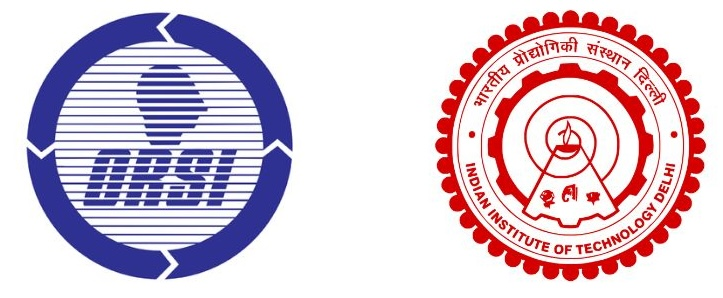 ORSI
भारतीय प्रौद्योगिकी संस्थान दिल्ली
INDIAN INSTITUTE OF TECHNOLOGY DELHI